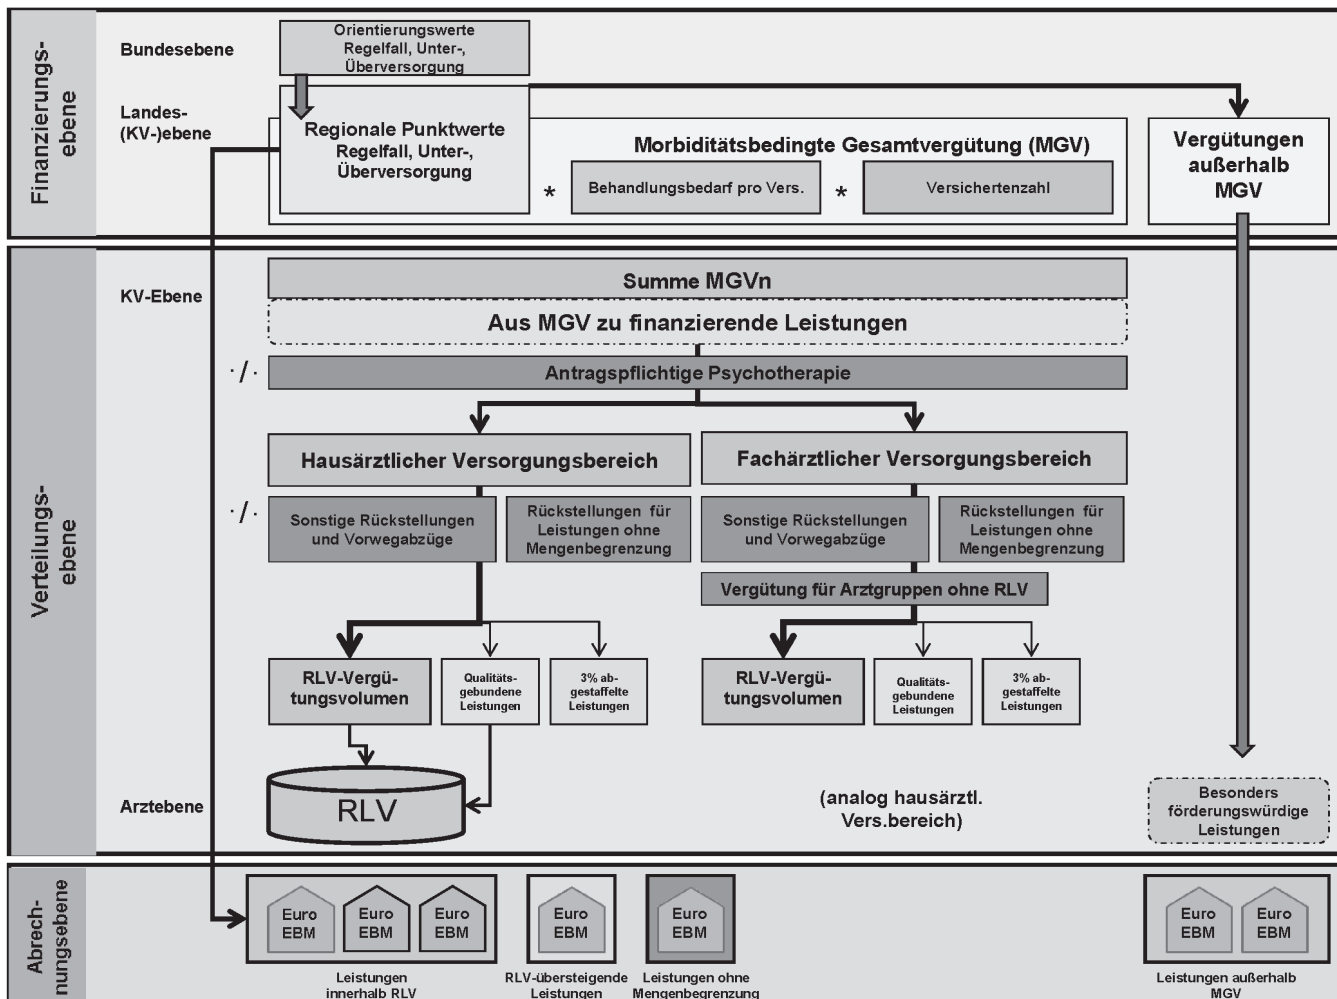 Finanzierungs-
ebene
Bundesebene
Orientierungswerte
Regelfall, Unter-,
Überversorgung
Landes-
(KV-)ebene
Regionale Punktwerte
Regelfall, Unter-,
Überversorgung
Morbiditätsbedingte Gesamtvergütung (MGV)
*
Behandlungsbedarf pro Vers.
*
Versichertenzahl
Vergütungen
außerhalb
MGV
Verteilungs-
ebene
KV-Ebene
Summe MGVn
Aus MGV zu finanzierende Leistungen
·/·
Antragspflichtige Psychotherapie
Hausärztlicher Versorgungsbereich
Fachärztlicher Versorgungsbereich
·/·
Sonstige Rückstellungen
und Vorwegabzüge
Rückstellungen für
Leistungen ohne
Mengenbegrenzung
Sonstige Rückstellungen
und Vorwegabzüge
Rückstellungen für
Leistungen ohne
Mengenbegrenzung
Vergütung für Arztgruppen ohne RLV
RLV-Vergü-
tungsvolumen
Qualitäts-
gebundene
Leistungen
3% ab-
gestaffelte
Leistungen
RLV-Vergü-
tungsvolumen
Qualitäts-
gebundene
Leistungen
3% ab-
gestaffelte
Leistungen
Arztebene
RLV
(analog hausärztl.
Vers.bereich)
Besonders
förderungswürdige
Leistungen
Abrech-
nungsebene
Euro
EBM
Euro
EBM
Euro
EBM
Leistungen
innerhalb RLV
Euro
EBM
RLV-übersteigende
Leistungen
Euro
EBM
Leistungen ohne
Mengenbegrenzung
Euro
EBM
Euro
EBM
Leistungen außerhalb
MGV